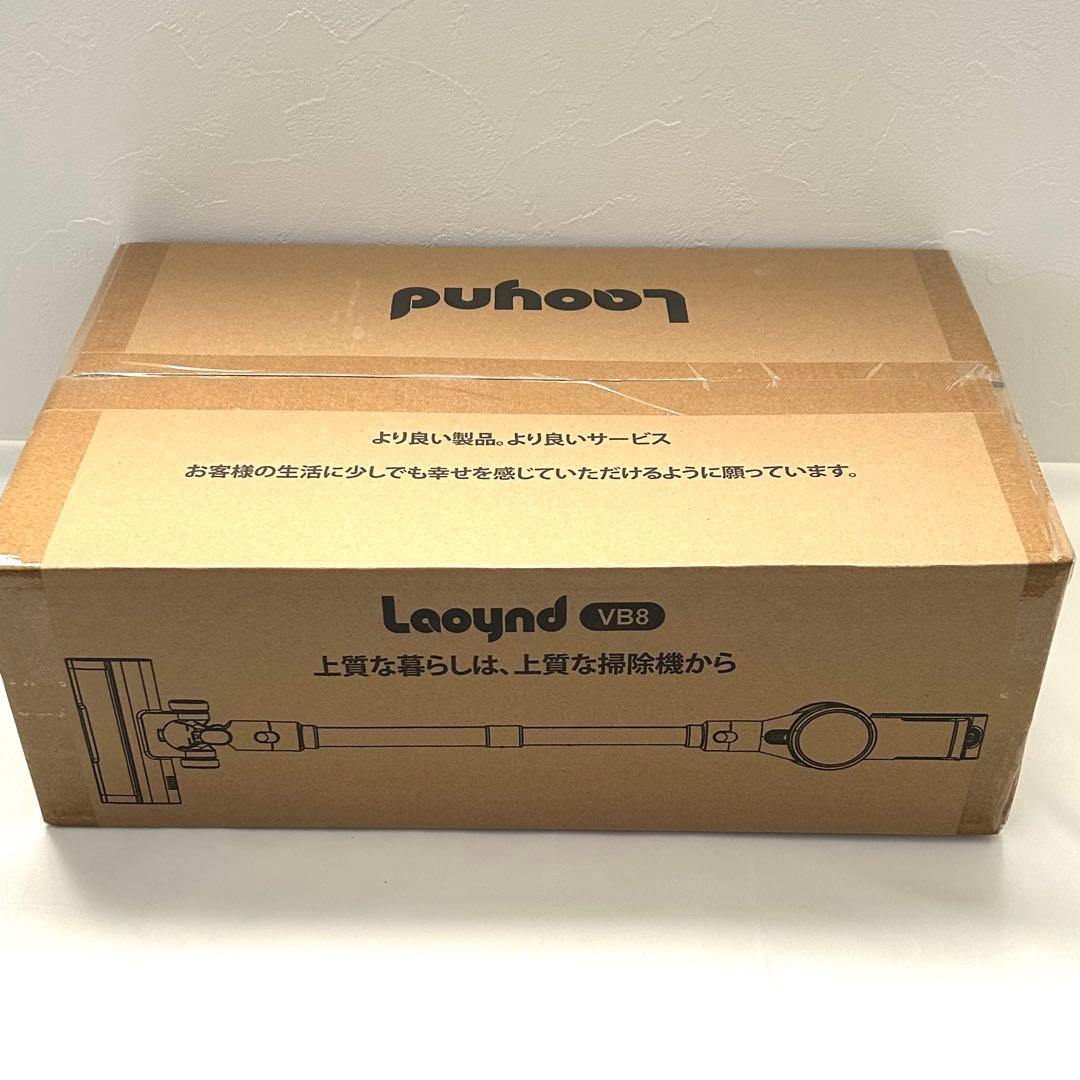 Laoynd
より良い製品。より良いサービス
お客様の生活に少しでも幸せを感じていただけるように願っています。
Laoynd VB8
上質な暮らしは、上質な掃除機から